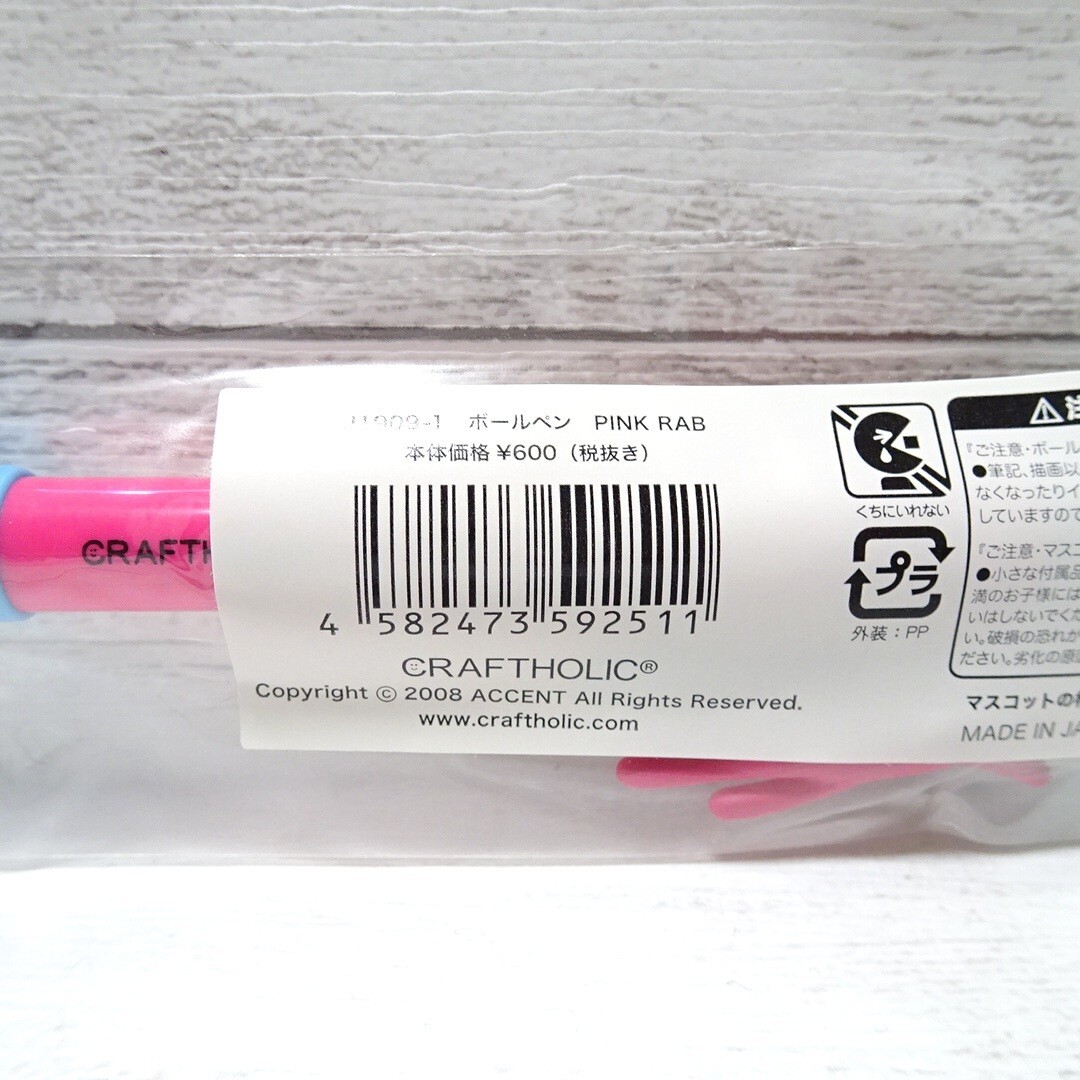 CRAFTH
1909-1 ボールペン PINK RAB
本体価格 ¥600（税抜き）
4 582473 592511
CRAFTHOLIC®
Copyright © 2008 ACCENT All Rights Reserved.
www.craftholic.com
くちにいれない
プラ
外装：PP
注
『ご注意・ボール
●筆記、描画以
なくなったりイ
していますので
『ご注意・マスコ
●小さな付属品
満のお子様には
いはしないでくだ
い。破損の恐れが
ださい。劣化の原因
マスコットの
MADE IN JA